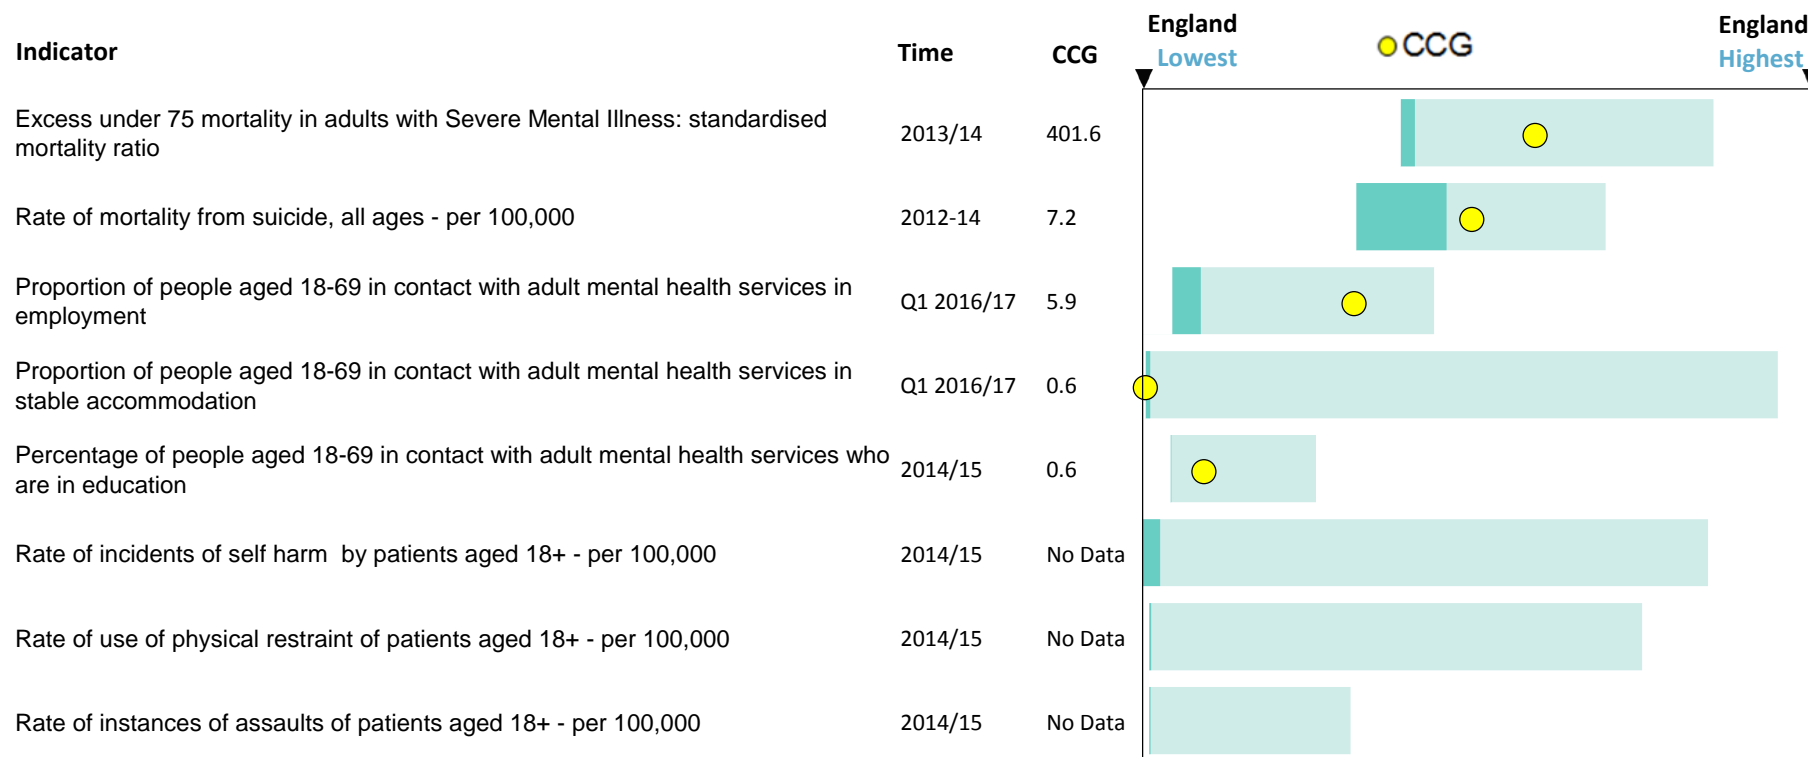 Indicator Time CCG England Lowest CCG England Highest
Excess under 75 mortality in adults with Severe Mental Illness: standardised
mortality ratio
2013/14 401.6
Rate of mortality from suicide, all ages - per 100,000 2012-14 7.2
Proportion of people aged 18-69 in contact with adult mental health services in
employment
Q1 2016/17 5.9
Proportion of people aged 18-69 in contact with adult mental health services in
stable accommodation
Q1 2016/17 0.6
Percentage of people aged 18-69 in contact with adult mental health services who
are in education
2014/15 0.6
Rate of incidents of self harm  by patients aged 18+ - per 100,000 2014/15 No Data
Rate of use of physical restraint of patients aged 18+ - per 100,000 2014/15 No Data
Rate of instances of assaults of patients aged 18+ - per 100,000 2014/15 No Data